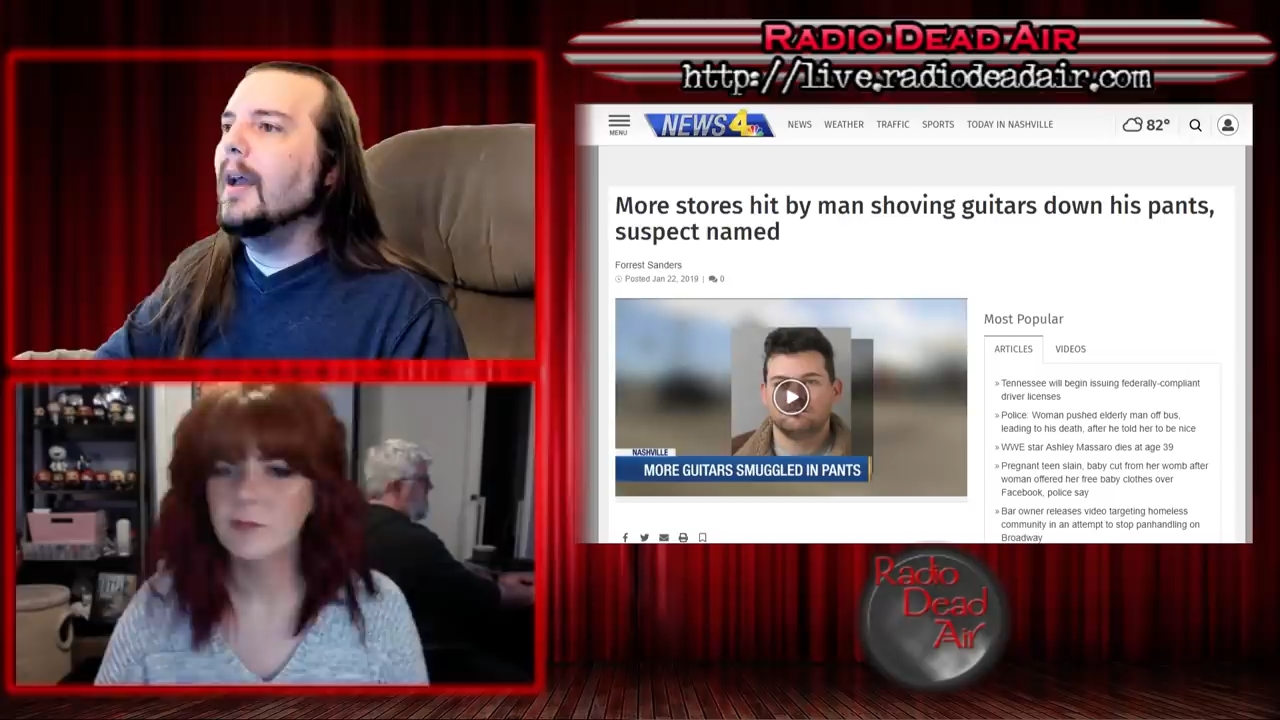 RADIO DEAD AIR
http://live.radiodeadair.com
MENU
NEWS 4
NEWS WEATHER TRAFFIC SPORTS TODAY IN NASHVILLE
82°
More stores hit by man shoving guitars down his pants,
suspect named
Forrest Sanders
Posted Jan 22, 2019 | 0
NASHVILLE
MORE GUITARS SMUGGLED IN PANTS
Most Popular
ARTICLES VIDEOS
» Tennessee will begin issuing federally-compliant
driver licenses
» Police: Woman pushed elderly man off bus,
leading to his death, after he told her to be nice
» WWE star Ashley Massaro dies at age 39
» Pregnant teen slain, baby cut from her womb after
woman offered her free baby clothes over
Facebook, police say
» Bar owner releases video targeting homeless
community in an attempt to stop panhandling on
Broadway
Radio
Dead
Air